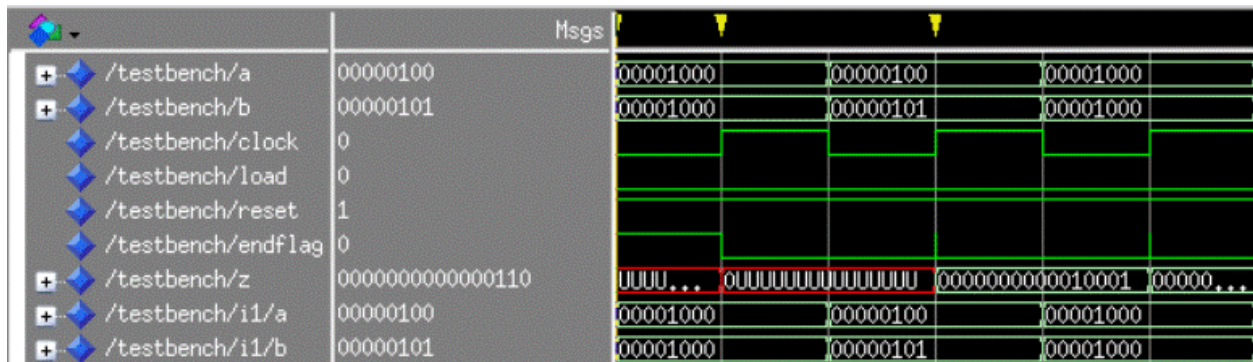 Msgs
/testbench/a 00000100 00001000 00000100 00001000
/testbench/b 00000101 00001000 00000101 00001000
/testbench/clock 0
/testbench/load 0
/testbench/reset 1
/testbench/endflag 0
/testbench/z 0000000000000110 UUUU... 0UUUUUUUUUUUUUUU 0000000000010001 00000...
/testbench/i1/a 00000100 00001000 00000100 00001000
/testbench/i1/b 00000101 00001000 00000101 00001000